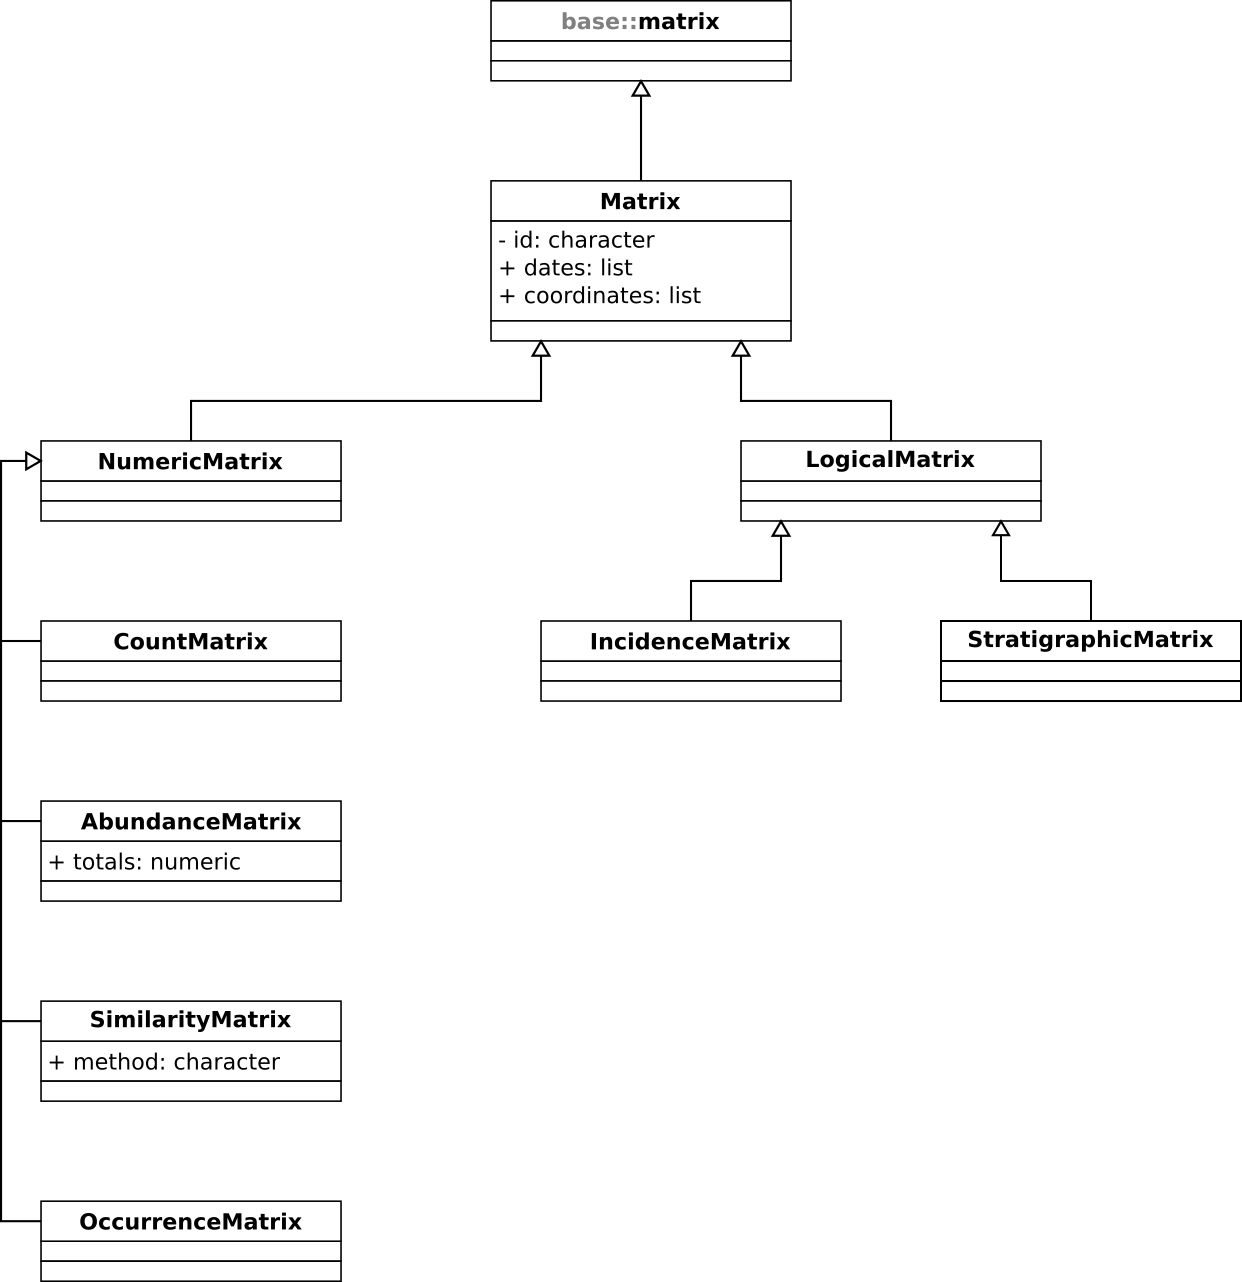 base::matrix
Matrix
- id: character
+ dates: list
+ coordinates: list
NumericMatrix
LogicalMatrix
CountMatrix
IncidenceMatrix
StratigraphicMatrix
AbundanceMatrix
+ totals: numeric
SimilarityMatrix
+ method: character
OccurrenceMatrix